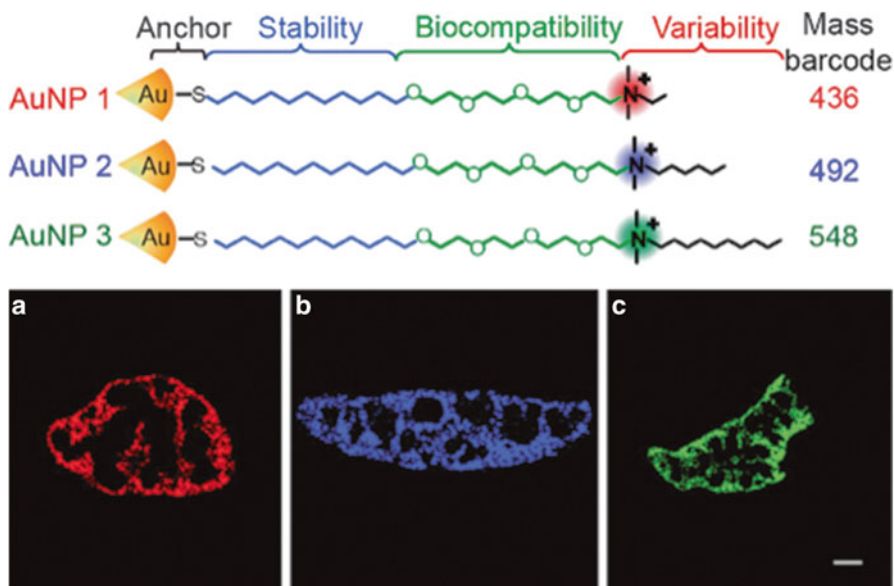 Anchor Stability Biocompatibility Variability Mass
barcode
AuNP 1 Au S O O O O N + 436
AuNP 2 Au S O O O O N + 492
AuNP 3 Au S O O O O N + 548
a b c